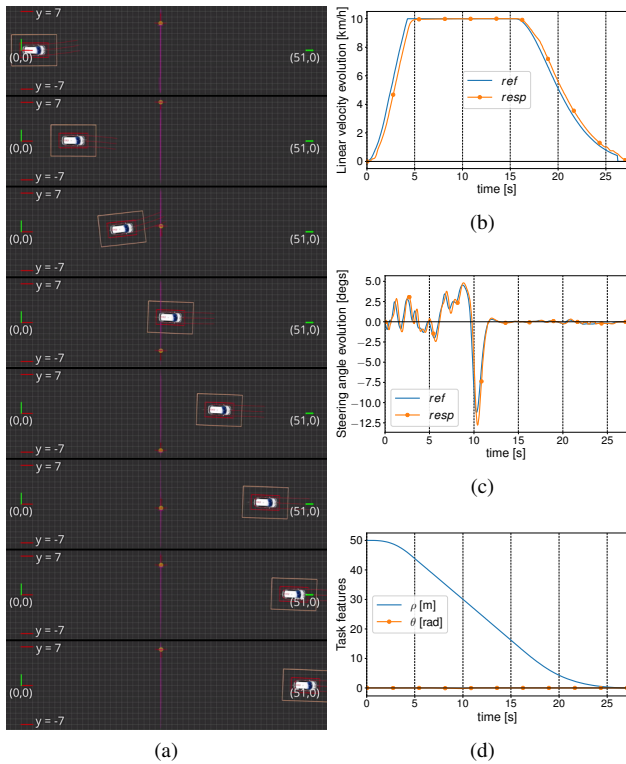 y = 7
(0,0)
(51,0)
y = -7
y = 7
(0,0)
(51,0)
y = -7
y = 7
(0,0)
(51,0)
y = -7
y = 7
(0,0)
(51,0)
y = -7
y = 7
(0,0)
(51,0)
y = -7
y = 7
(0,0)
(51,0)
y = -7
y = 7
(0,0)
(51,0)
y = -7
y = 7
(0,0)
(51,0)
y = -7
(a)
Linear velocity evolution [km/h]
10
8
6
4
2
0
ref
resp
0 5 10 15 20 25
time [s]
(b)
Steering angle evolution [degs]
5.0
2.5
0.0
−2.5
−5.0
−7.5
−10.0
−12.5
ref
resp
0 5 10 15 20 25
time [s]
(c)
Task features
50
40
30
20
10
0
ρ [m]
θ [rad]
0 5 10 15 20 25
time [s]
(d)